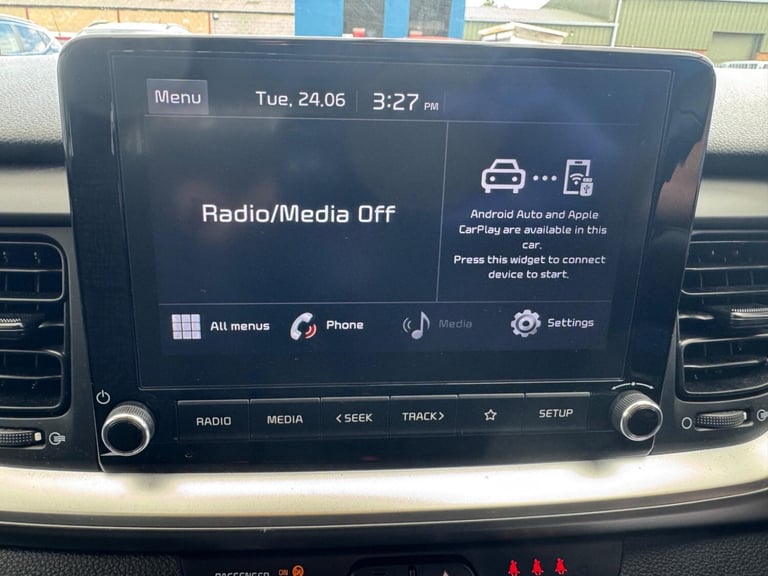 Menu
Tue, 24.06
3:27 PM
Radio/Media Off
Android Auto and Apple
CarPlay are available in this
car.
Press this widget to connect
device to start.
All menus
Phone
Media
Settings
RADIO
MEDIA
<SEEK
TRACK>
SETUP
PASSENGER
ON